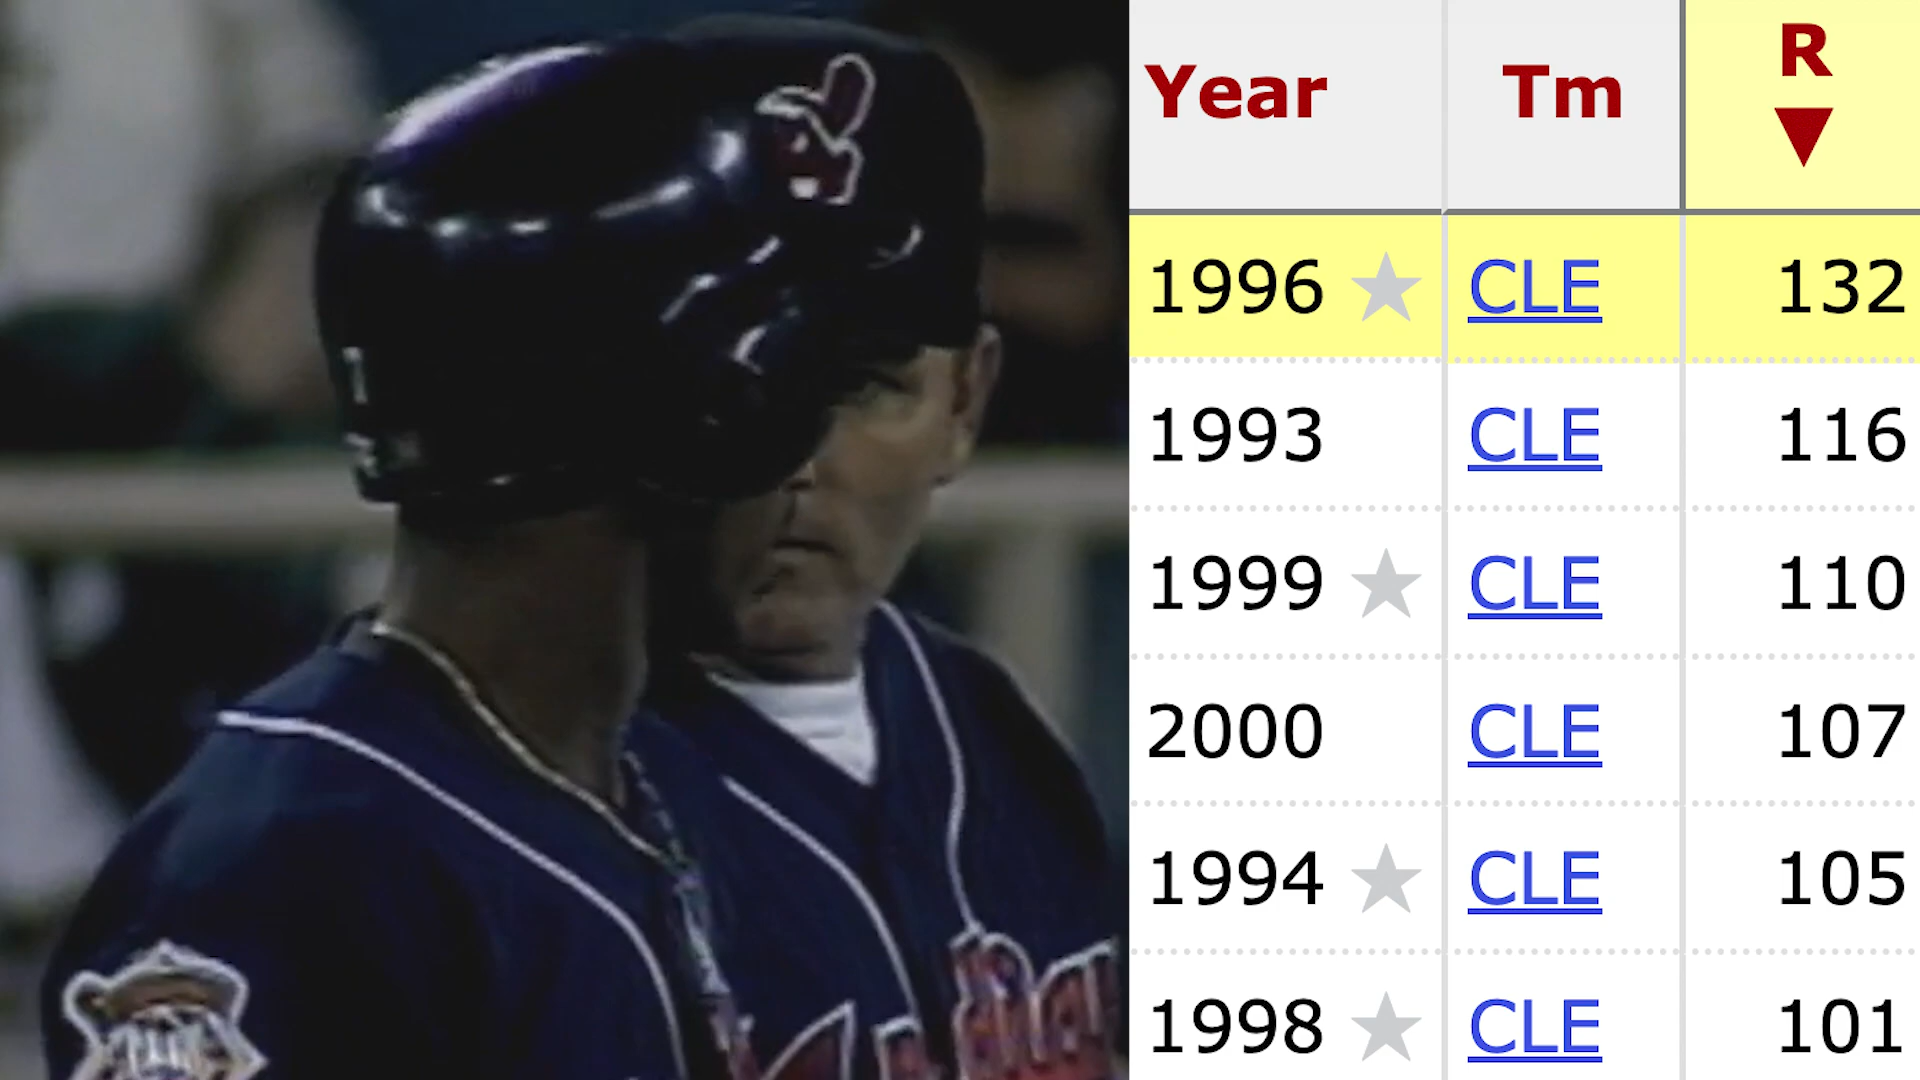 Year Tm R ▼
1996 ★ CLE 132
1993 CLE 116
1999 ★ CLE 110
2000 CLE 107
1994 ★ CLE 105
1998 ★ CLE 101
Indians